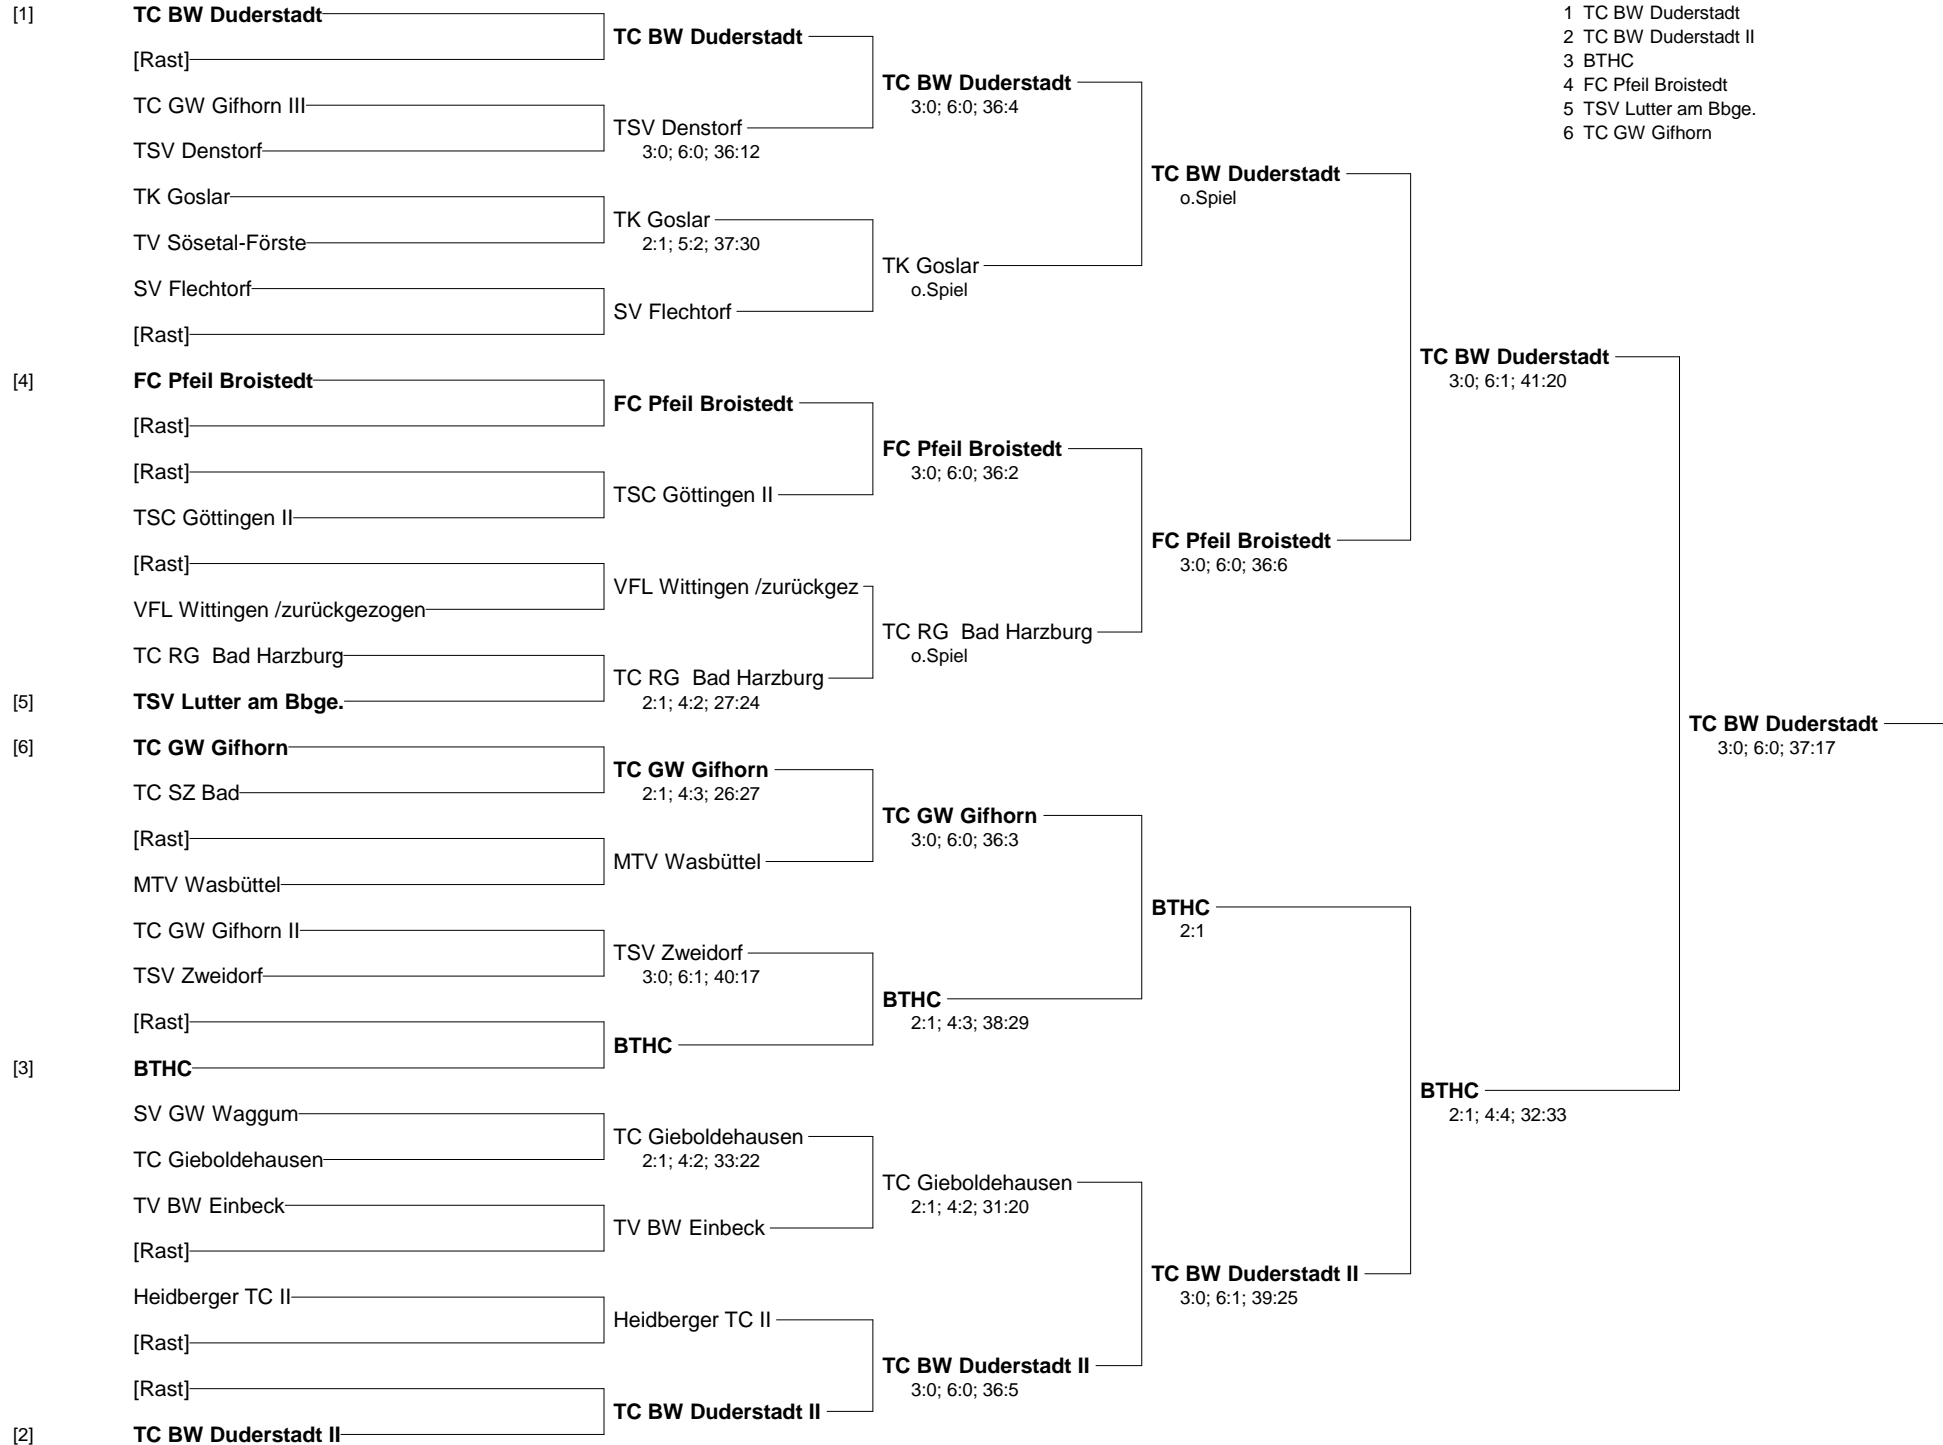 [1]
TC BW Duderstadt
[Rast]
TC GW Gifhorn III
TSV Denstorf
TK Goslar
TV Sösetal-Förste
SV Flechtorf
[Rast]
[4]
FC Pfeil Broistedt
[Rast]
[Rast]
TSC Göttingen II
[Rast]
VFL Wittingen /zurückgezogen
TC RG  Bad Harzburg
[5]
TSV Lutter am Bbge.
[6]
TC GW Gifhorn
TC SZ Bad
[Rast]
MTV Wasbüttel
TC GW Gifhorn II
TSV Zweidorf
[Rast]
[3]
BTHC
SV GW Waggum
TC Gieboldehausen
TV BW Einbeck
[Rast]
Heidberger TC II
[Rast]
[Rast]
[2]
TC BW Duderstadt II
TC BW Duderstadt
TSV Denstorf
3:0; 6:0; 36:12
TK Goslar
2:1; 5:2; 37:30
SV Flechtorf
FC Pfeil Broistedt
TSC Göttingen II
VFL Wittingen /zurückgez
TC RG  Bad Harzburg
2:1; 4:2; 27:24
TC GW Gifhorn
2:1; 4:3; 26:27
MTV Wasbüttel
TSV Zweidorf
3:0; 6:1; 40:17
BTHC
TC Gieboldehausen
2:1; 4:2; 33:22
TV BW Einbeck
Heidberger TC II
TC BW Duderstadt II
TC BW Duderstadt
3:0; 6:0; 36:4
TK Goslar
o.Spiel
FC Pfeil Broistedt
3:0; 6:0; 36:2
TC RG  Bad Harzburg
o.Spiel
TC GW Gifhorn
3:0; 6:0; 36:3
BTHC
2:1; 4:3; 38:29
TC Gieboldehausen
2:1; 4:2; 31:20
TC BW Duderstadt II
3:0; 6:0; 36:5
TC BW Duderstadt
o.Spiel
FC Pfeil Broistedt
3:0; 6:0; 36:6
BTHC
2:1
TC BW Duderstadt II
3:0; 6:1; 39:25
TC BW Duderstadt
3:0; 6:1; 41:20
BTHC
2:1; 4:4; 32:33
TC BW Duderstadt
3:0; 6:0; 37:17
1 TC BW Duderstadt
2 TC BW Duderstadt II
3 BTHC
4 FC Pfeil Broistedt
5 TSV Lutter am Bbge.
6 TC GW Gifhorn